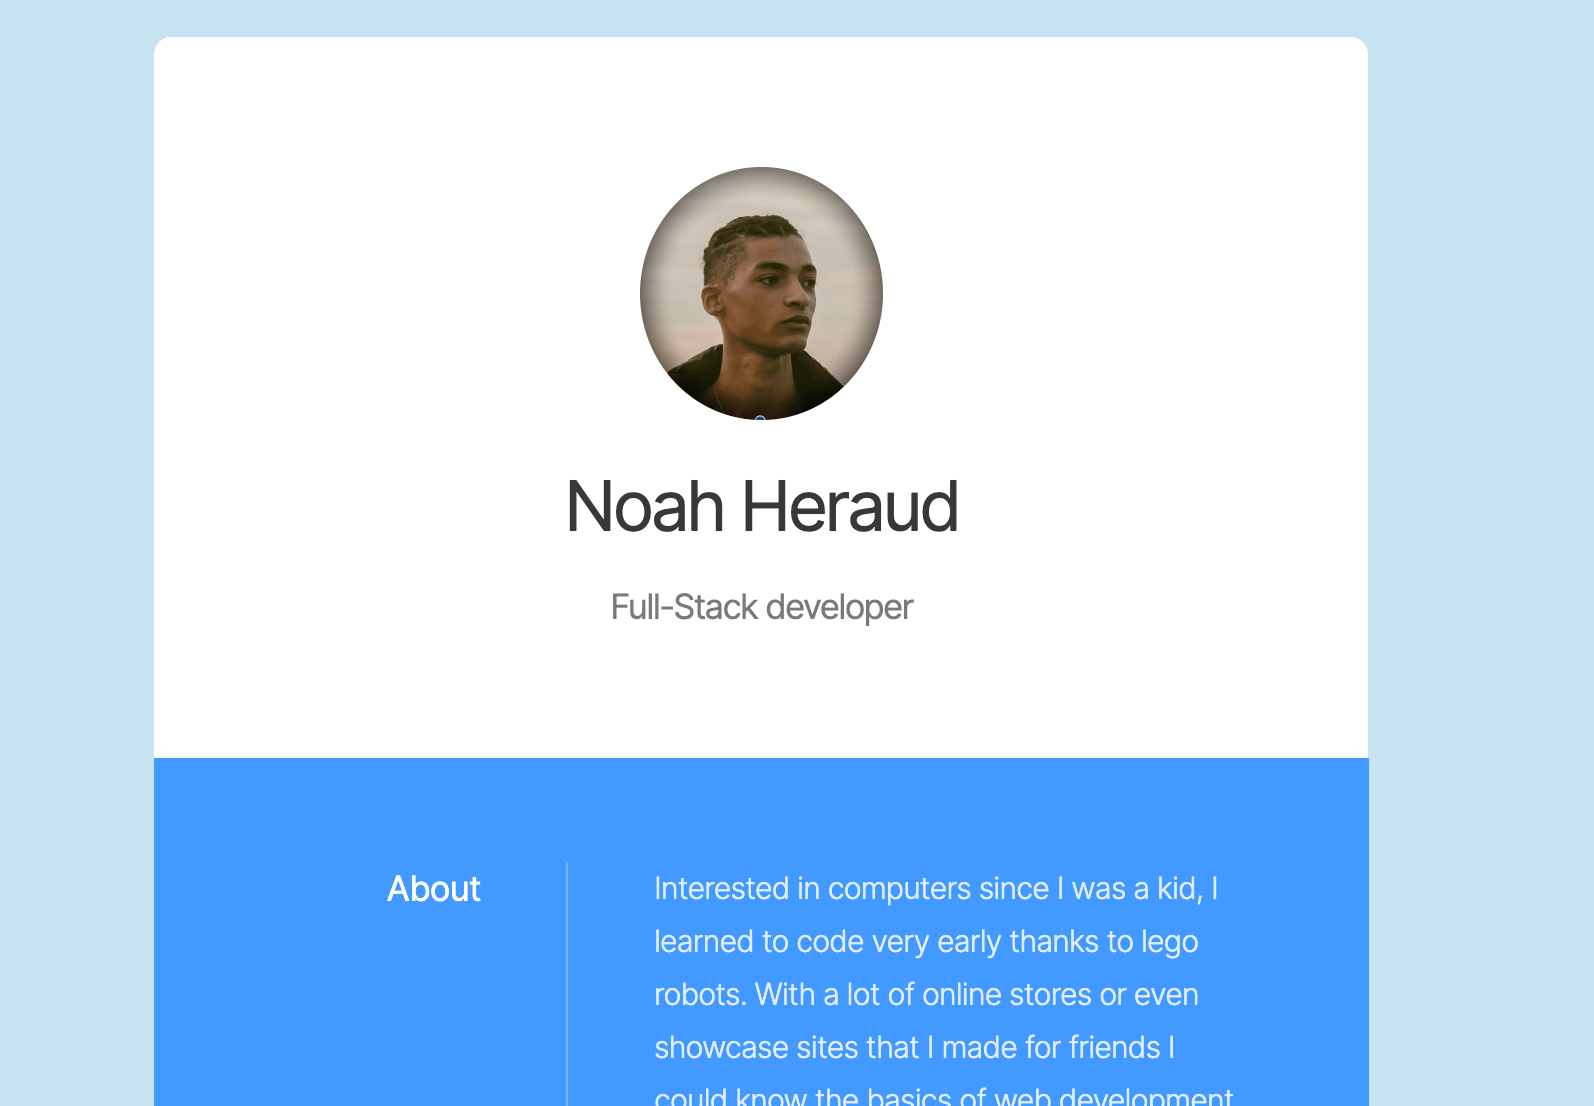 Noah Heraud
Full-Stack developer
About
Interested in computers since I was a kid, I
learned to code very early thanks to lego
robots. With a lot of online stores or even
showcase sites that I made for friends I
could know the basics of web development